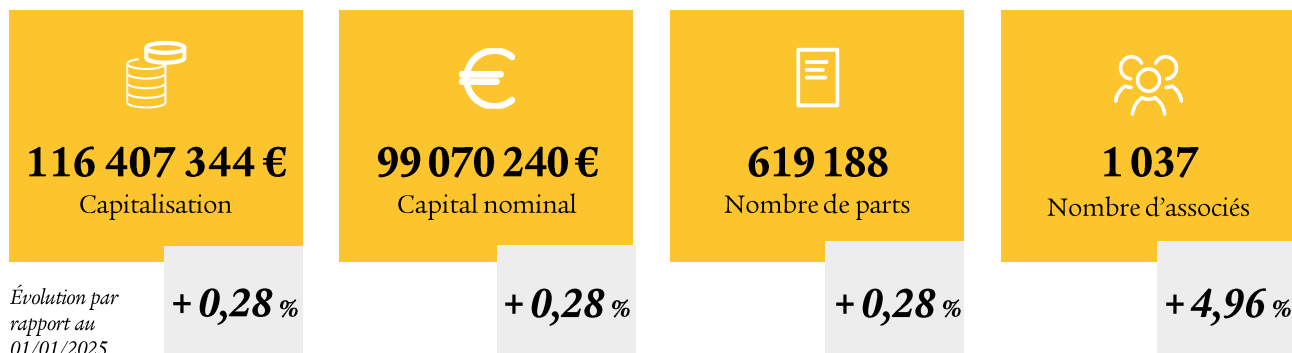 116 407 344 €
Capitalisation
99 070 240 €
Capital nominal
619 188
Nombre de parts
1 037
Nombre d’associés
Évolution par
rapport au
01/01/2025
+ 0,28 %
+ 0,28 %
+ 0,28 %
+ 4,96 %